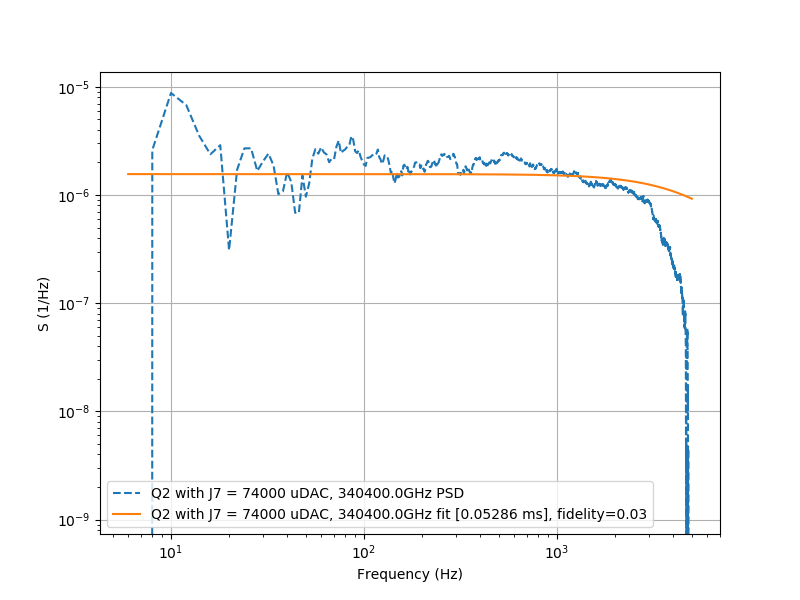 10⁻⁵
10⁻⁶
10⁻⁷
10⁻⁸
10⁻⁹
S (1/Hz)
Q2 with J7 = 74000 uDAC, 340400.0GHz PSD
Q2 with J7 = 74000 uDAC, 340400.0GHz fit [0.05286 ms], fidelity=0.03
10¹
10²
10³
Frequency (Hz)